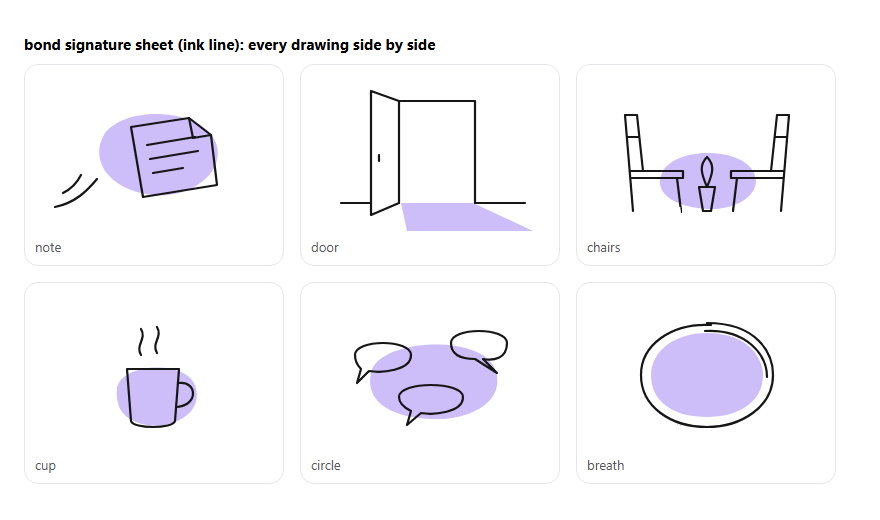 bond signature sheet (ink line): every drawing side by side
note
door
chairs
cup
circle
breath